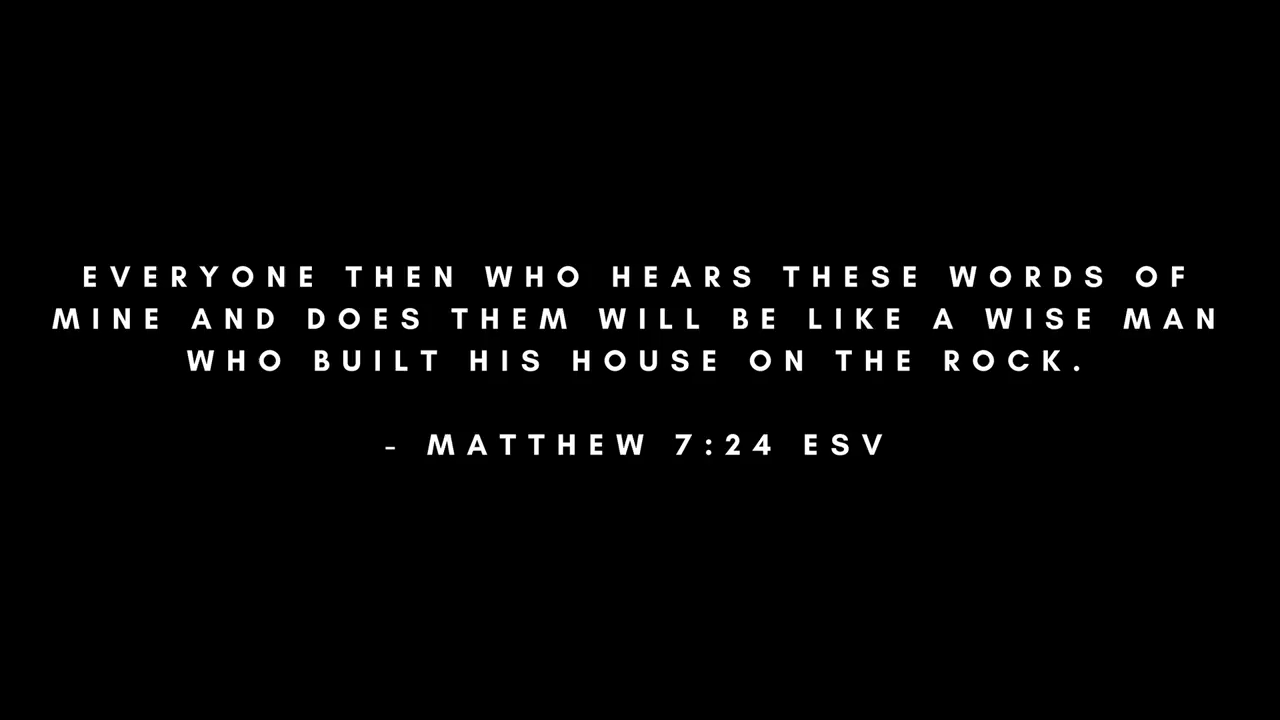 EVERYONE THEN WHO HEARS THESE WORDS OF
MINE AND DOES THEM WILL BE LIKE A WISE MAN
WHO BUILT HIS HOUSE ON THE ROCK.
- MATTHEW 7:24 ESV